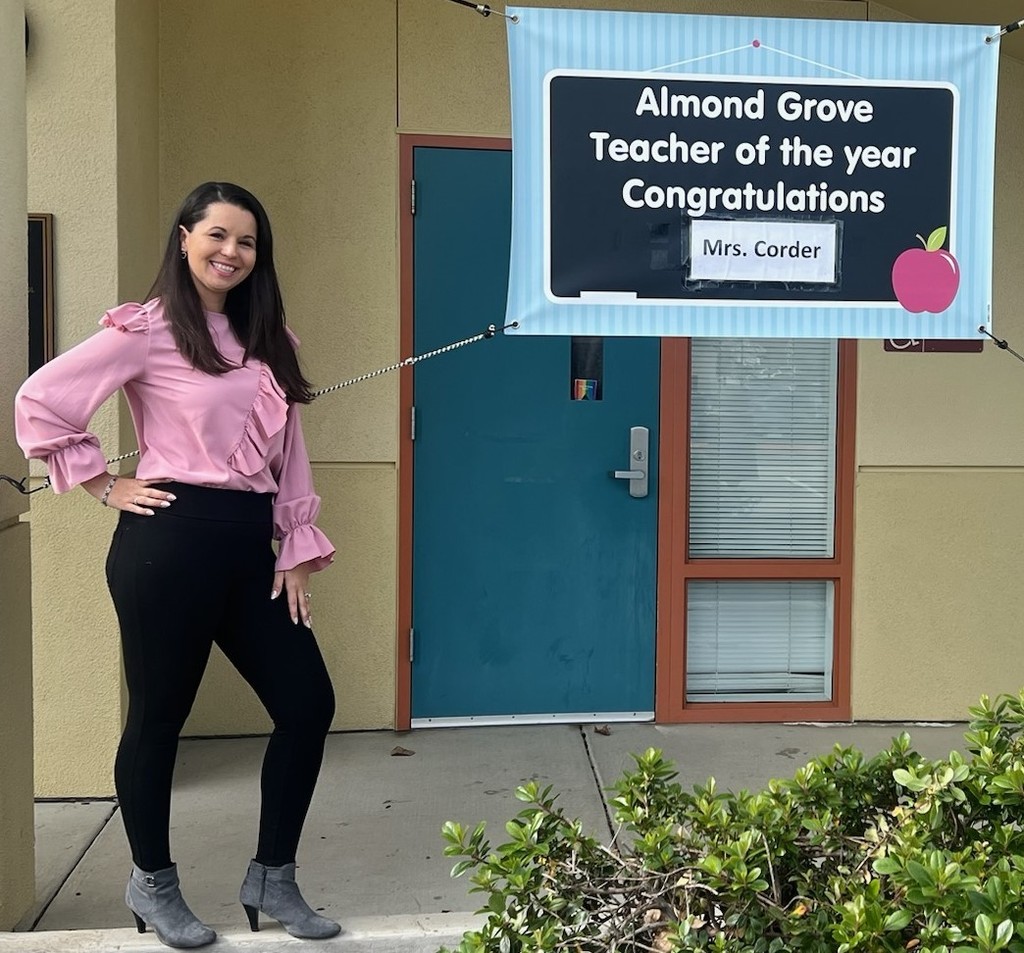 Almond Grove
Teacher of the year
Congratulations
Mrs. Corder